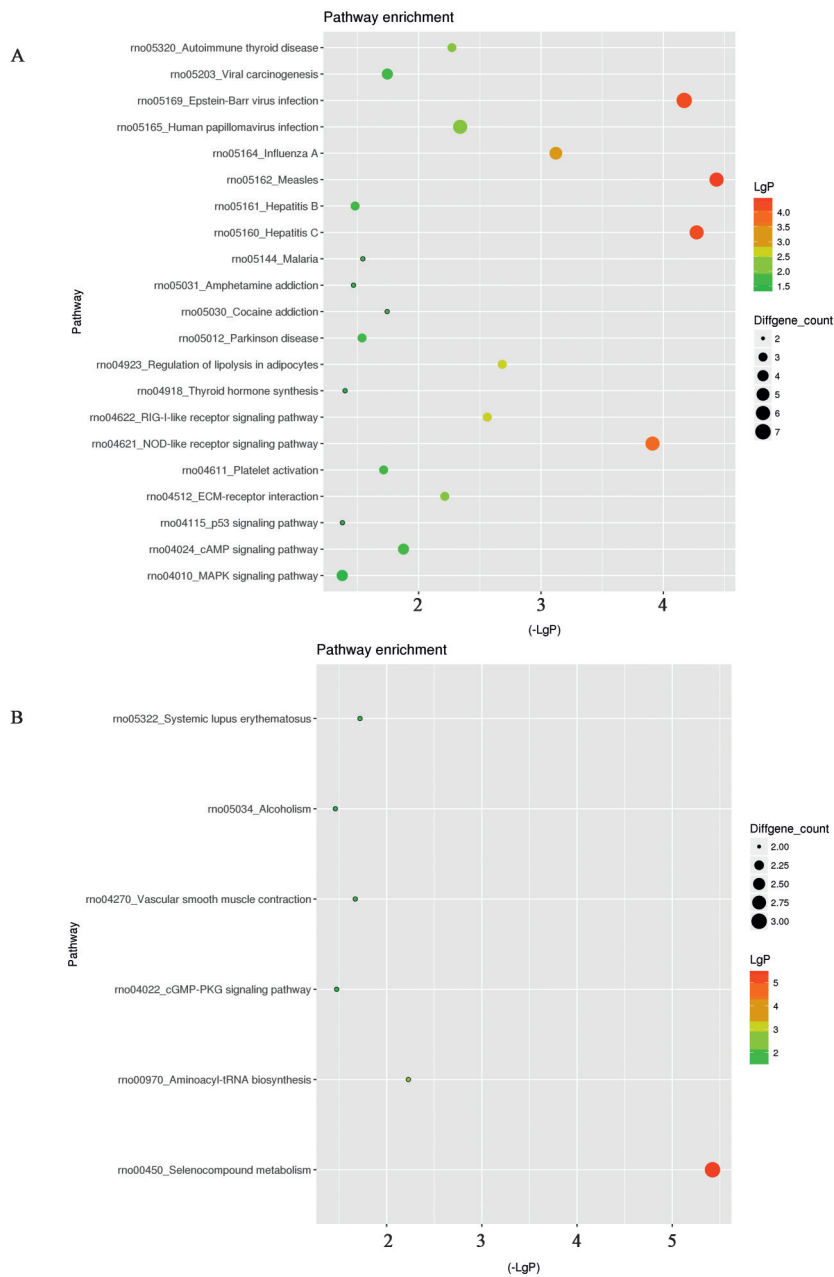 A
Pathway enrichment
rno05320_Autoimmune thyroid disease
rno05203_Viral carcinogenesis
rno05169_Epstein-Barr virus infection
rno05165_Human papillomavirus infection
rno05164_Influenza A
rno05162_Measles
rno05161_Hepatitis B
rno05160_Hepatitis C
rno05144_Malaria
rno05031_Amphetamine addiction
rno05030_Cocaine addiction
rno05012_Parkinson disease
rno04923_Regulation of lipolysis in adipocytes
rno04918_Thyroid hormone synthesis
rno04622_RIG-I-like receptor signaling pathway
rno04621_NOD-like receptor signaling pathway
rno04611_Platelet activation
rno04512_ECM-receptor interaction
rno04115_p53 signaling pathway
rno04024_cAMP signaling pathway
rno04010_MAPK signaling pathway
Pathway
2 3 4
(-LgP)
LgP
4.0
3.5
3.0
2.5
2.0
1.5
Diffgene_count
2
3
4
5
6
7
B
Pathway enrichment
rno05322_Systemic lupus erythematosus
rno05034_Alcoholism
rno04270_Vascular smooth muscle contraction
rno04022_cGMP-PKG signaling pathway
rno00970_Aminoacyl-tRNA biosynthesis
rno00450_Selenocompound metabolism
Pathway
2 3 4 5
(-LgP)
Diffgene_count
2.00
2.25
2.50
2.75
3.00
LgP
5
4
3
2